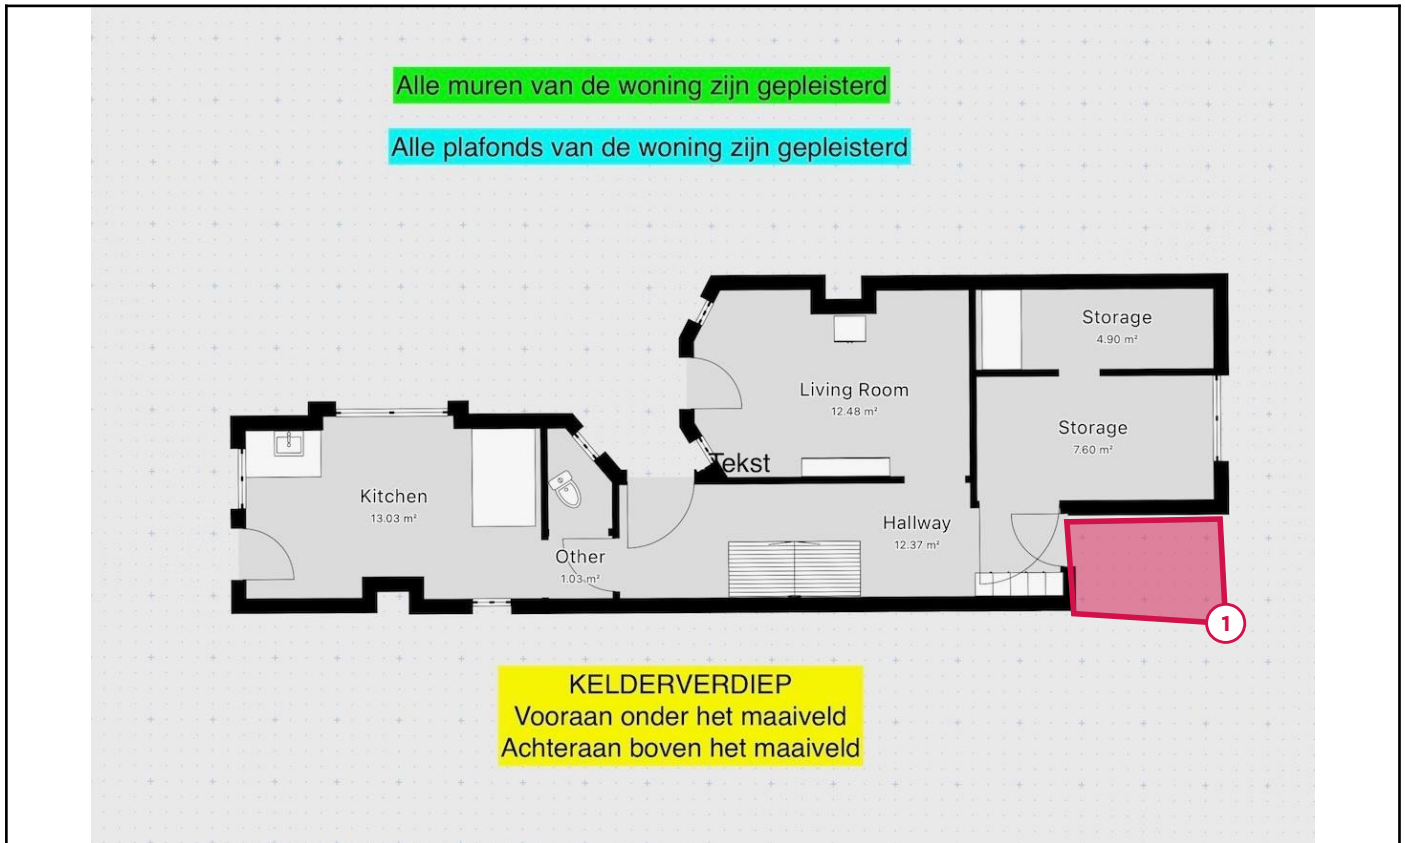 Alle muren van de woning zijn gepleisterd
Alle plafonds van de woning zijn gepleisterd
Storage
4.90 m²
Living Room
12.48 m²
Storage
7.60 m²
Tekst
Kitchen
13.03 m²
Hallway
12.37 m²
Other
1.03 m²
1
KELDERVERDIEP
Vooraan onder het maaiveld
Achteraan boven het maaiveld